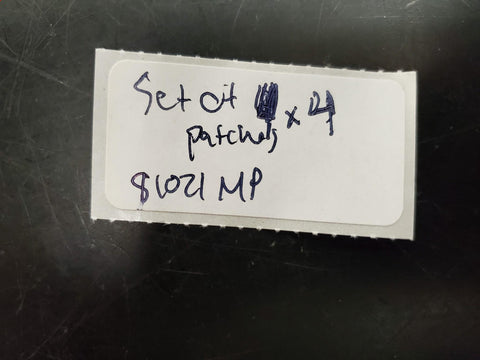 Set of x 4
patches
81021 MP